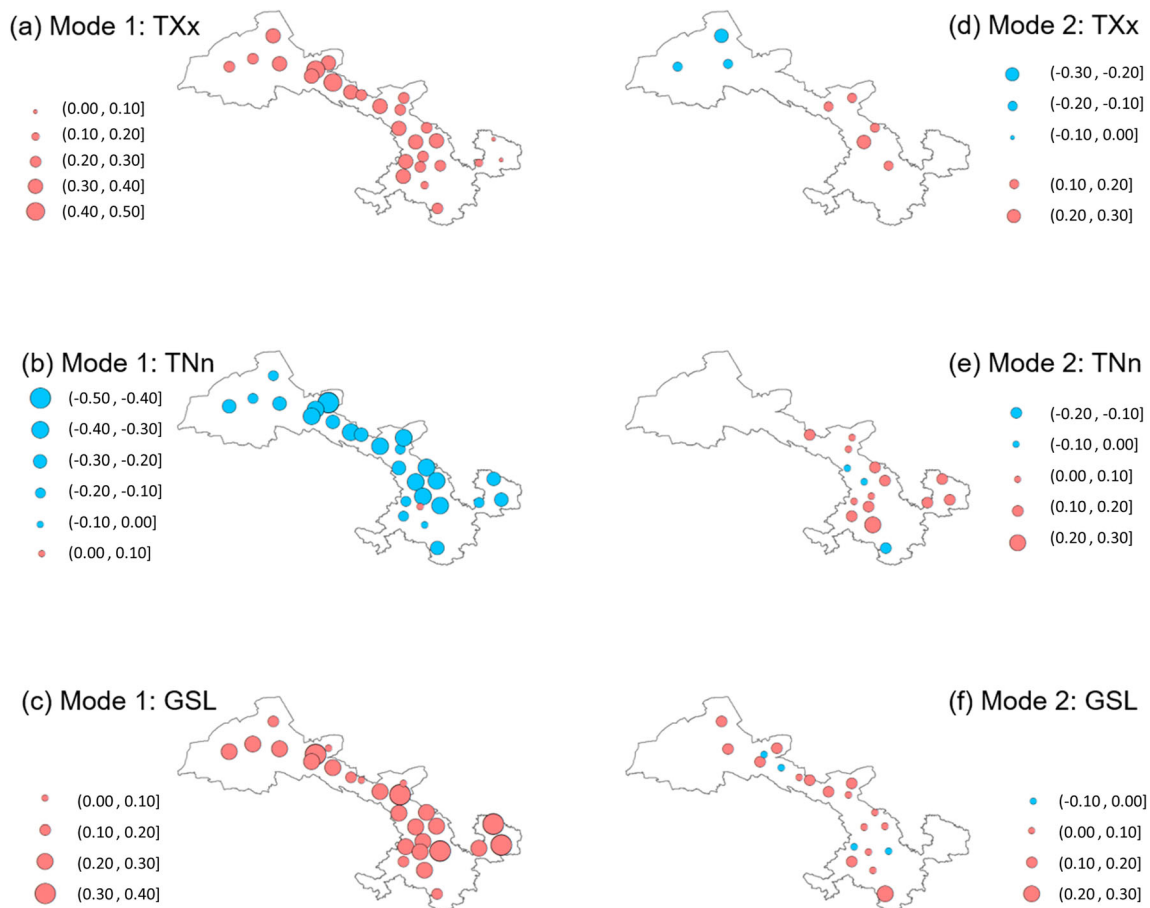 (a) Mode 1: TXx
(0.00 , 0.10]
(0.10 , 0.20]
(0.20 , 0.30]
(0.30 , 0.40]
(0.40 , 0.50]
(d) Mode 2: TXx
(-0.30 , -0.20]
(-0.20 , -0.10]
(-0.10 , 0.00]
(0.10 , 0.20]
(0.20 , 0.30]
(b) Mode 1: TNn
(-0.50 , -0.40]
(-0.40 , -0.30]
(-0.30 , -0.20]
(-0.20 , -0.10]
(-0.10 , 0.00]
(0.00 , 0.10]
(e) Mode 2: TNn
(-0.20 , -0.10]
(-0.10 , 0.00]
(0.00 , 0.10]
(0.10 , 0.20]
(0.20 , 0.30]
(c) Mode 1: GSL
(0.00 , 0.10]
(0.10 , 0.20]
(0.20 , 0.30]
(0.30 , 0.40]
(f) Mode 2: GSL
(-0.10 , 0.00]
(0.00 , 0.10]
(0.10 , 0.20]
(0.20 , 0.30]